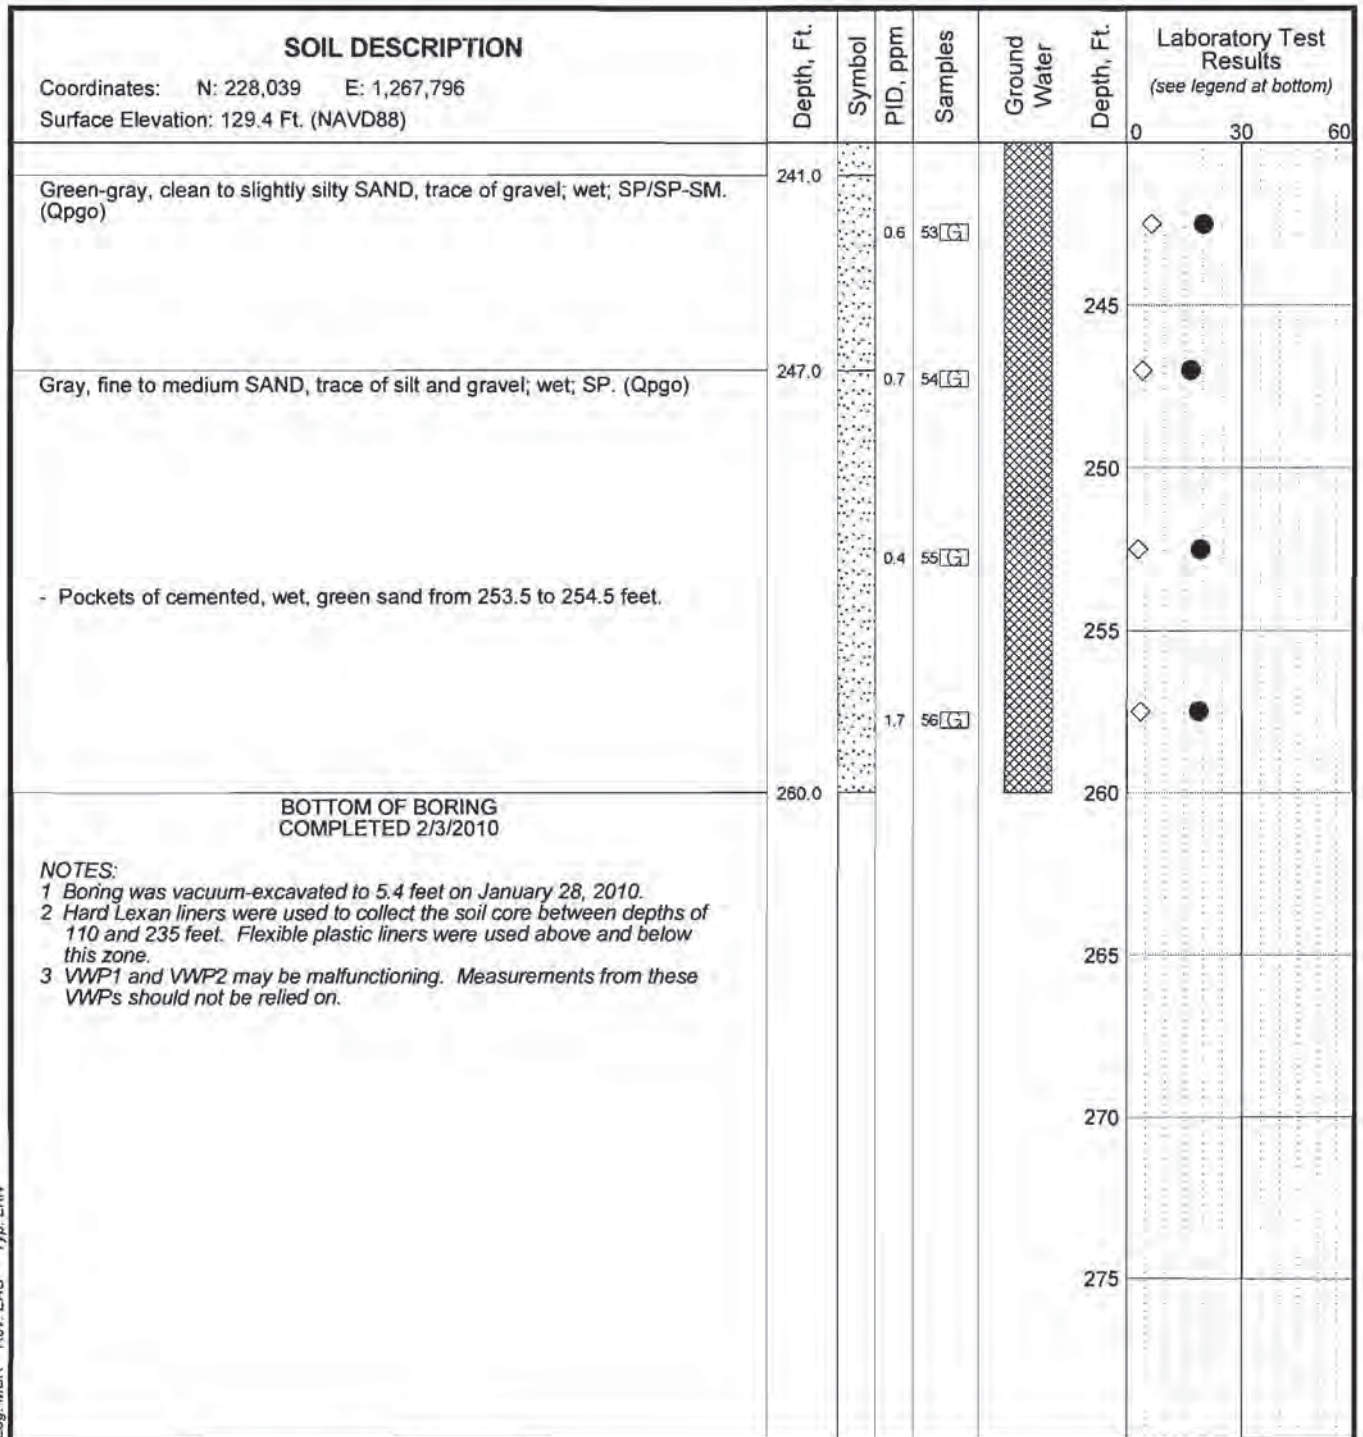 SOIL DESCRIPTION
Coordinates: N: 228,039 E: 1,267,796
Surface Elevation: 129.4 Ft. (NAVD88)
Depth, Ft.
Symbol
PID, ppm
Samples
Ground
Water
Depth, Ft.
Laboratory Test
Results
(see legend at bottom)
0 30 60
Green-gray, clean to slightly silty SAND, trace of gravel; wet; SP/SP-SM.
(Qpgo)
241.0
0.6 53 G
245
Gray, fine to medium SAND, trace of silt and gravel; wet; SP. (Qpgo)
247.0
0.7 54 G
250
0.4 55 G
- Pockets of cemented, wet, green sand from 253.5 to 254.5 feet.
255
1.7 56 G
260.0
260
BOTTOM OF BORING
COMPLETED 2/3/2010
NOTES:
1 Boring was vacuum-excavated to 5.4 feet on January 28, 2010.
2 Hard Lexan liners were used to collect the soil core between depths of
110 and 235 feet. Flexible plastic liners were used above and below
this zone.
3 VWP1 and VWP2 may be malfunctioning. Measurements from these
VWPs should not be relied on.
265
270
275